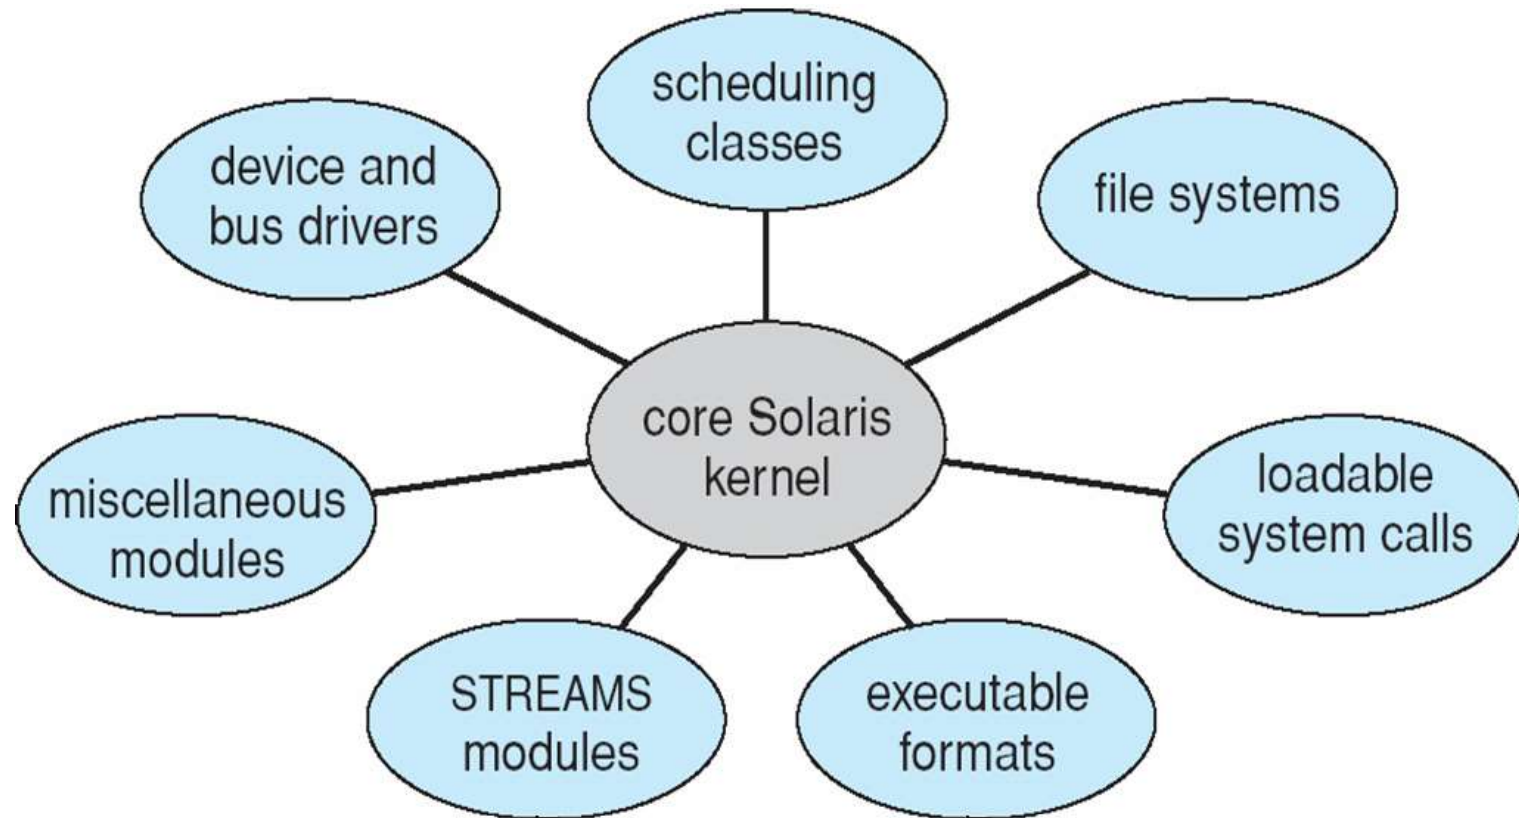 scheduling
classes
device and
bus drivers
file systems
core Solaris
kernel
loadable
system calls
miscellaneous
modules
STREAMS
modules
executable
formats